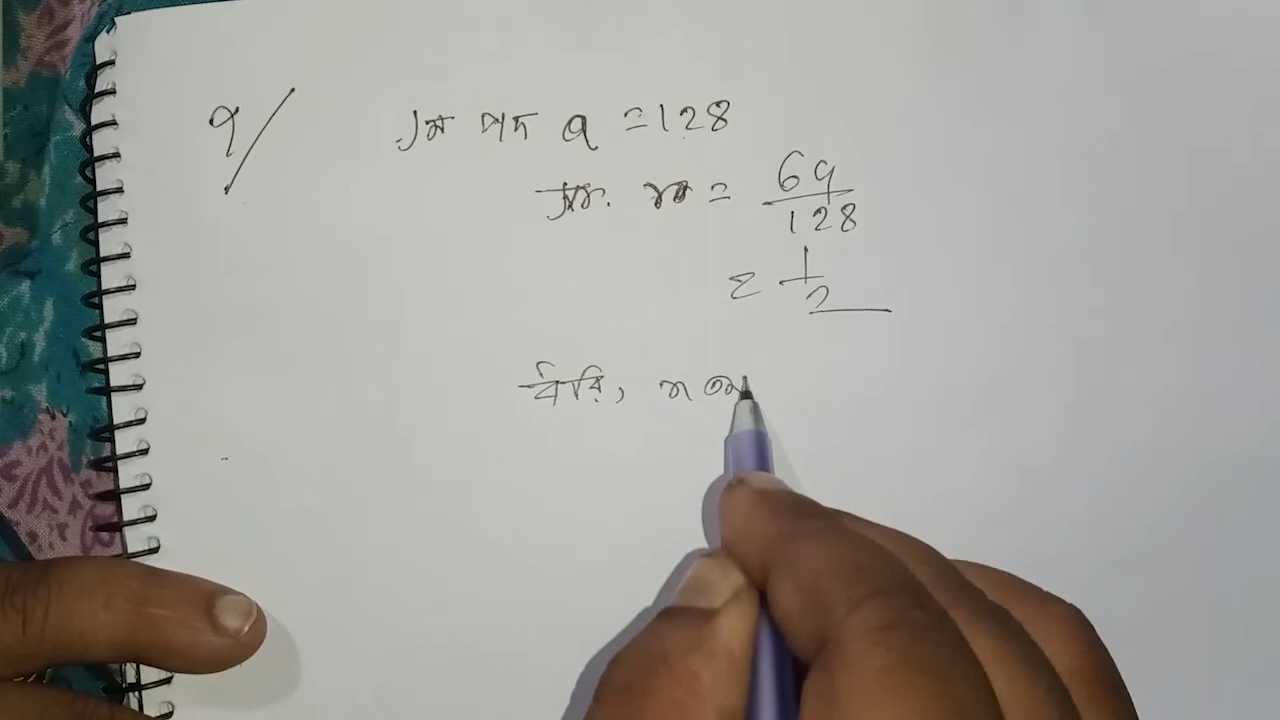 ৭/ ১ম পদ a = 128
সা. r = 64
128
= 1
2
ধরি, n তম